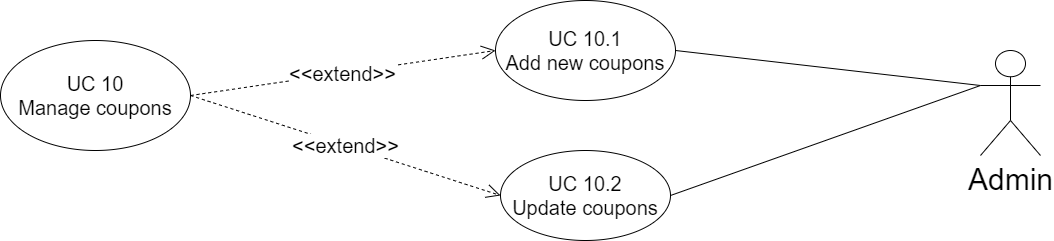 UC 10
Manage coupons
<<extend>>
<<extend>>
UC 10.1
Add new coupons
UC 10.2
Update coupons
Admin